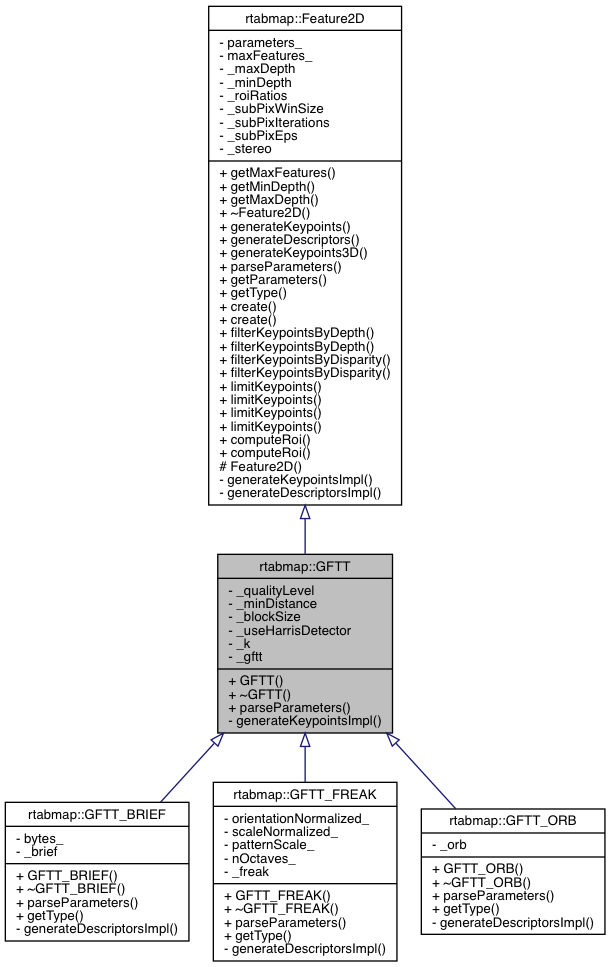 rtabmap::Feature2D
- parameters_
- maxFeatures_
- _maxDepth
- _minDepth
- _roiRatios
- _subPixWinSize
- _subPixIterations
- _subPixEps
- _stereo
+ getMaxFeatures()
+ getMinDepth()
+ getMaxDepth()
+ ~Feature2D()
+ generateKeypoints()
+ generateDescriptors()
+ generateKeypoints3D()
+ parseParameters()
+ getParameters()
+ getType()
+ create()
+ create()
+ filterKeypointsByDepth()
+ filterKeypointsByDepth()
+ filterKeypointsByDisparity()
+ filterKeypointsByDisparity()
+ limitKeypoints()
+ limitKeypoints()
+ limitKeypoints()
+ limitKeypoints()
+ computeRoi()
+ computeRoi()
# Feature2D()
- generateKeypointsImpl()
- generateDescriptorsImpl()
rtabmap::GFTT
- _qualityLevel
- _minDistance
- _blockSize
- _useHarrisDetector
- _k
- _gftt
+ GFTT()
+ ~GFTT()
+ parseParameters()
- generateKeypointsImpl()
rtabmap::GFTT_BRIEF
- bytes_
- _brief
+ GFTT_BRIEF()
+ ~GFTT_BRIEF()
+ parseParameters()
+ getType()
- generateDescriptorsImpl()
rtabmap::GFTT_FREAK
- orientationNormalized_
- scaleNormalized_
- patternScale_
- nOctaves_
- _freak
+ GFTT_FREAK()
+ ~GFTT_FREAK()
+ parseParameters()
+ getType()
- generateDescriptorsImpl()
rtabmap::GFTT_ORB
- _orb
+ GFTT_ORB()
+ ~GFTT_ORB()
+ parseParameters()
+ getType()
- generateDescriptorsImpl()